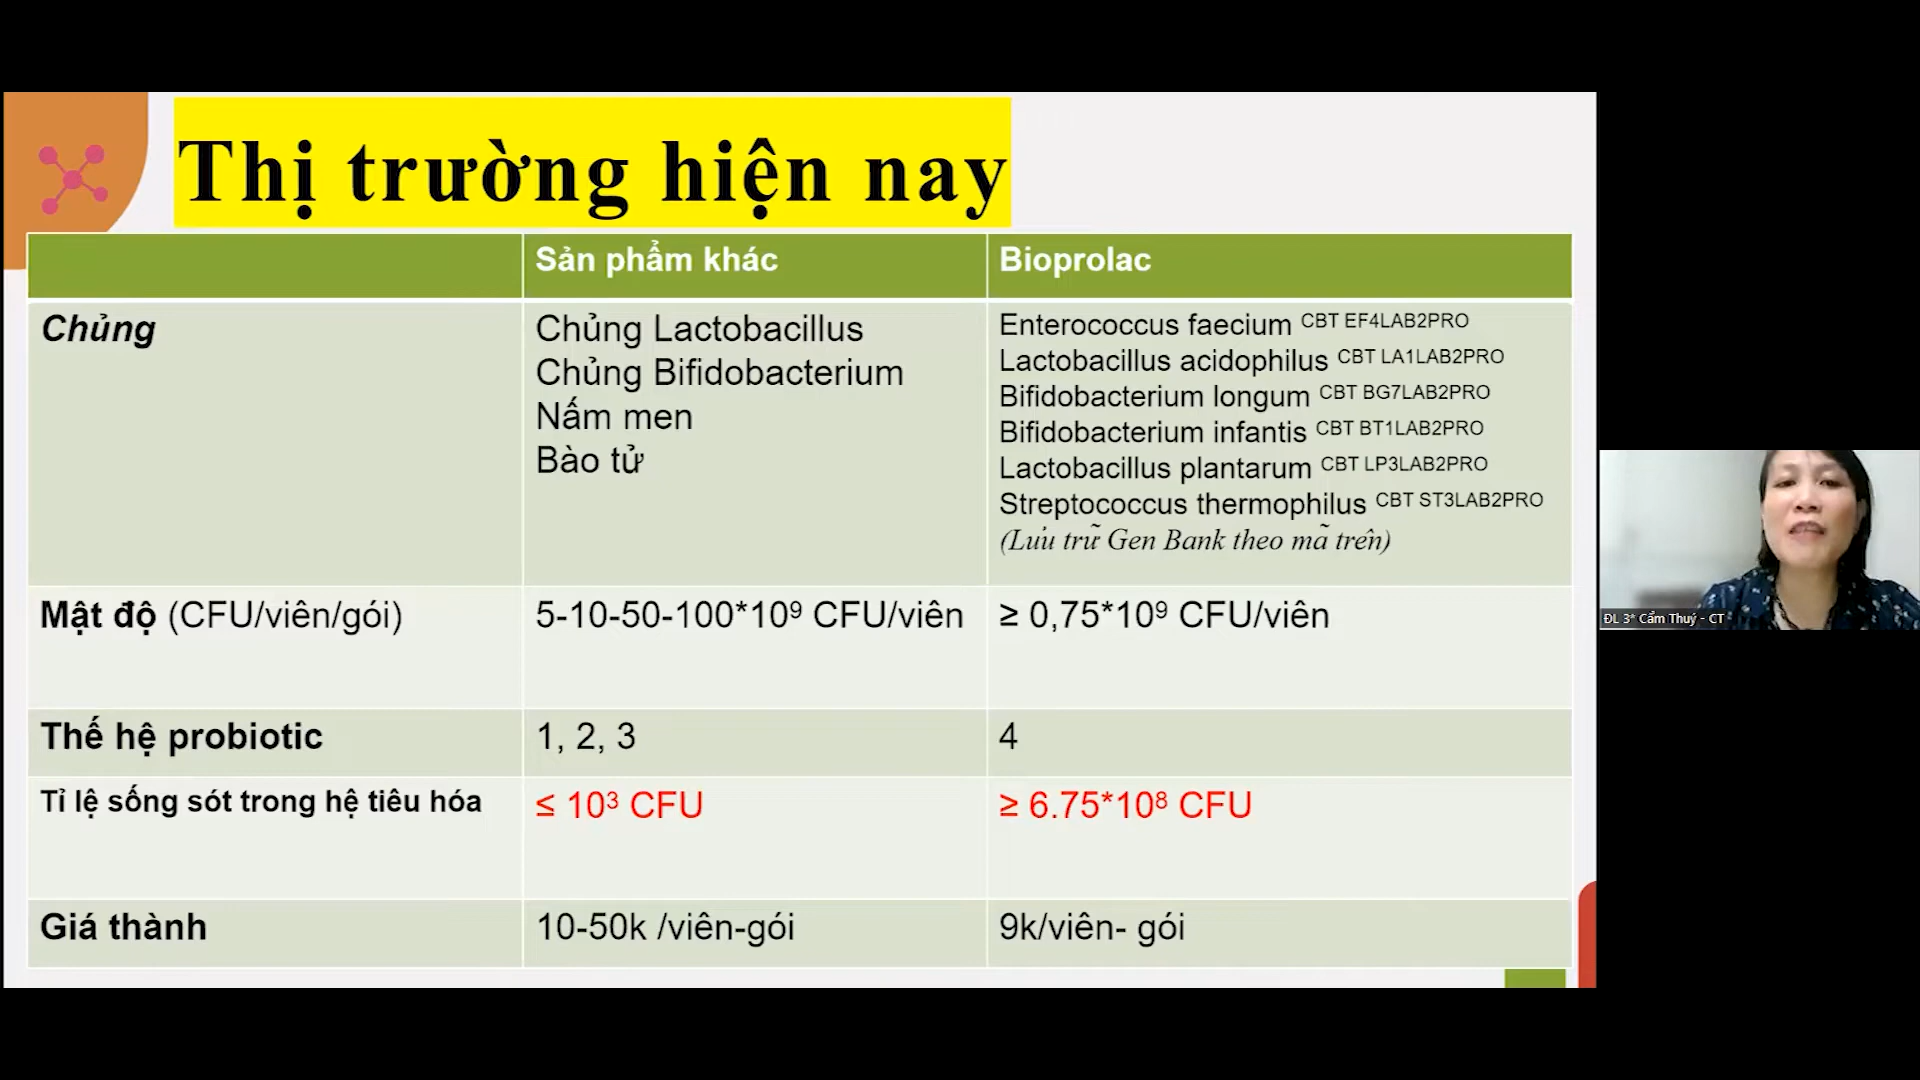 Thị trường hiện nay
Sản phẩm khác
Bioprolac
Chủng
Chủng Lactobacillus
Chủng Bifidobacterium
Nấm men
Bào tử
Enterococcus faecium CBT EF4LAB2PRO
Lactobacillus acidophilus CBT LA1LAB2PRO
Bifidobacterium longum CBT BG7LAB2PRO
Bifidobacterium infantis CBT BT1LAB2PRO
Lactobacillus plantarum CBT LP3LAB2PRO
Streptococcus thermophilus CBT ST3LAB2PRO
(Lưu trữ Gen Bank theo mã trên)
Mật độ (CFU/viên/gói)
5-10-50-100*10⁹ CFU/viên
≥ 0,75*10⁹ CFU/viên
Thế hệ probiotic
1, 2, 3
4
Tỉ lệ sống sót trong hệ tiêu hóa
≤ 10³ CFU
≥ 6.75*10⁸ CFU
Giá thành
10-50k /viên-gói
9k/viên- gói
ĐL 3* Cẩm Thuý - CT